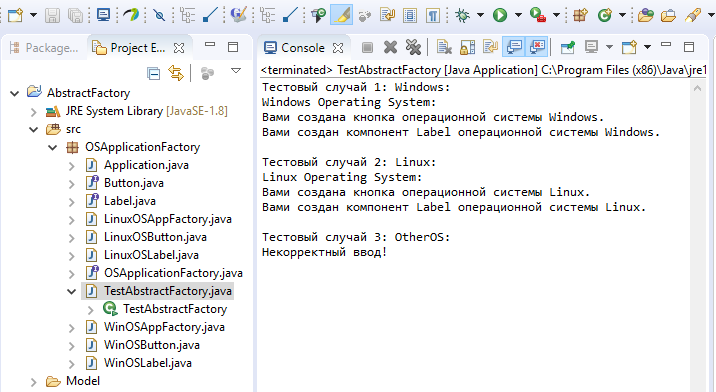 Package...
Project E...
AbstractFactory
JRE System Library [JavaSE-1.8]
src
OSApplicationFactory
Application.java
Button.java
Label.java
LinuxOSAppFactory.java
LinuxOSButton.java
LinuxOSLabel.java
OSApplicationFactory.java
TestAbstractFactory.java
TestAbstractFactory
WinOSAppFactory.java
WinOSButton.java
WinOSLabel.java
Model
Console
<terminated> TestAbstractFactory [Java Application] C:\Program Files (x86)\Java\jre1
Тестовый случай 1: Windows:
Windows Operating System:
Вами создана кнопка операционной системы Windows.
Вами создан компонент Label операционной системы Windows.
Тестовый случай 2: Linux:
Linux Operating System:
Вами создана кнопка операционной системы Linux.
Вами создан компонент Label операционной системы Linux.
Тестовый случай 3: OtherOS:
Некорректный ввод!